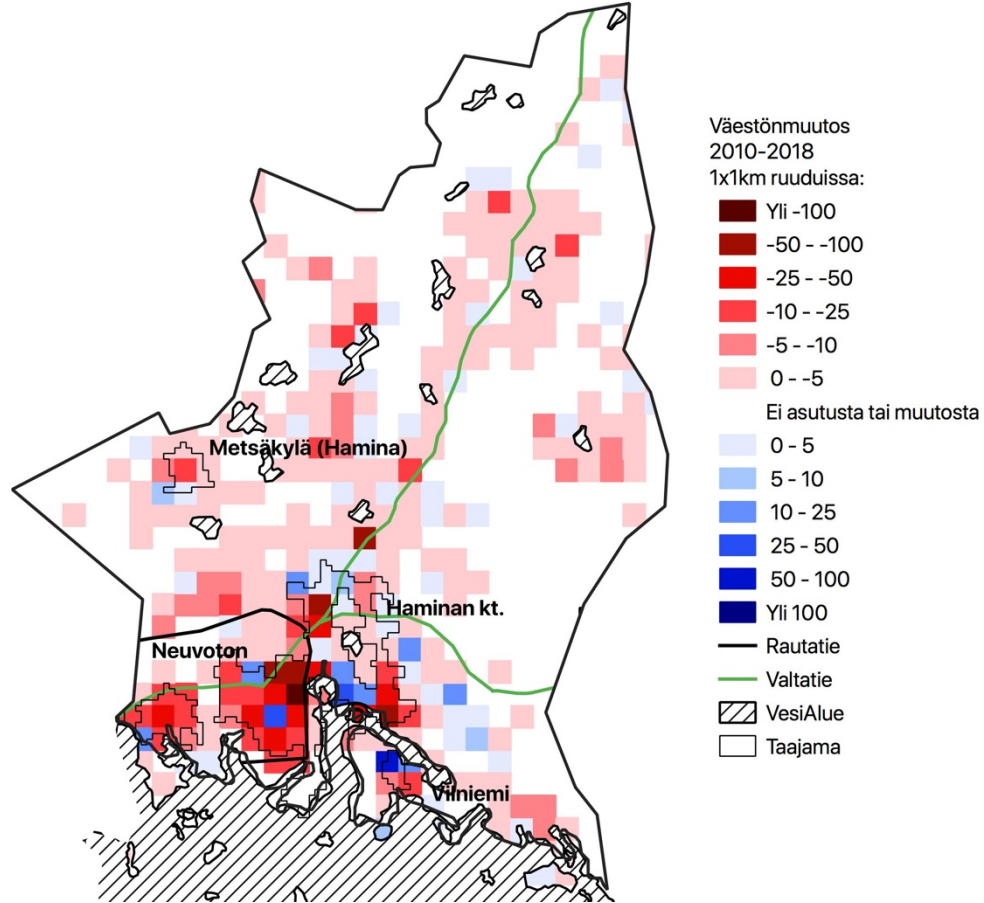 Väestönmuutos
2010-2018
1x1km ruuduissa:
Yli -100
-50 - -100
-25 - -50
-10 - -25
-5 - -10
0 - -5
Ei asutusta tai muutosta
0 - 5
5 - 10
10 - 25
25 - 50
50 - 100
Yli 100
Rautatie
Valtatie
VesiAlue
Taajama
Metsäkylä (Hamina)
Haminan kt.
Neuvoton
Vilniemi